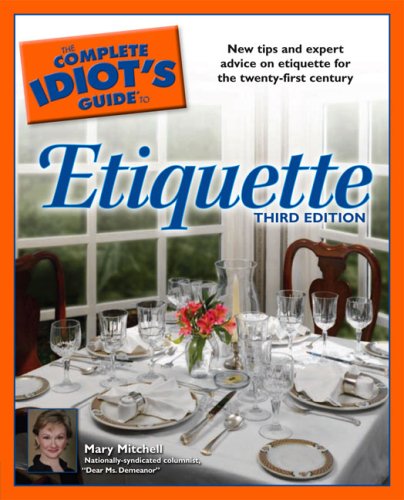 THE
COMPLETE
IDIOT'S
GUIDE® TO
New tips and expert
advice on etiquette for
the twenty-first century
Etiquette
THIRD EDITION
Mary Mitchell
Nationally-syndicated columnist,
"Dear Ms. Demeanor"